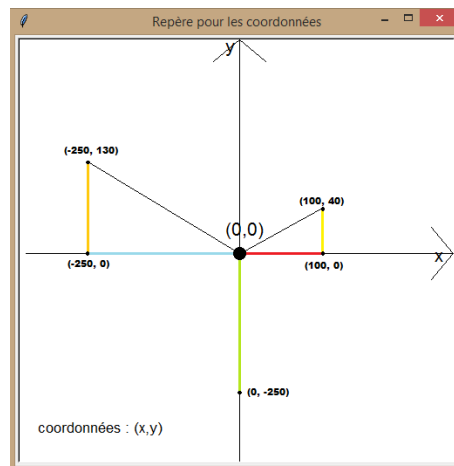 Repère pour les coordonnées
y
(-250, 130)
(100, 40)
(0,0)
x
(-250, 0)
(100, 0)
(0, -250)
coordonnées : (x,y)